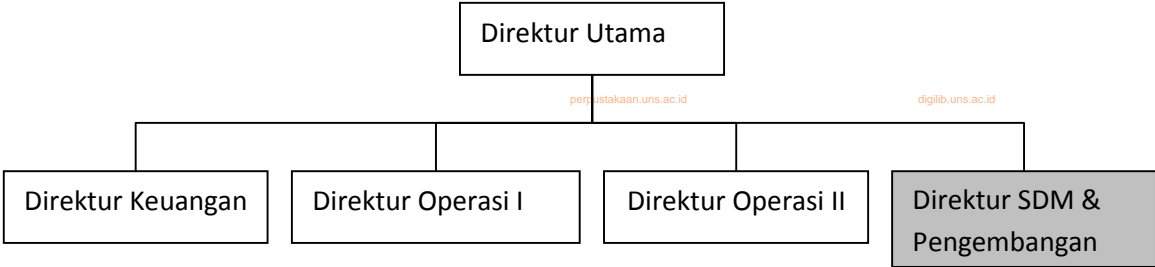 Direktur Utama
perpustakaan.uns.ac.id
digilib.uns.ac.id
Direktur Keuangan
Direktur Operasi I
Direktur Operasi II
Direktur SDM &
Pengembangan